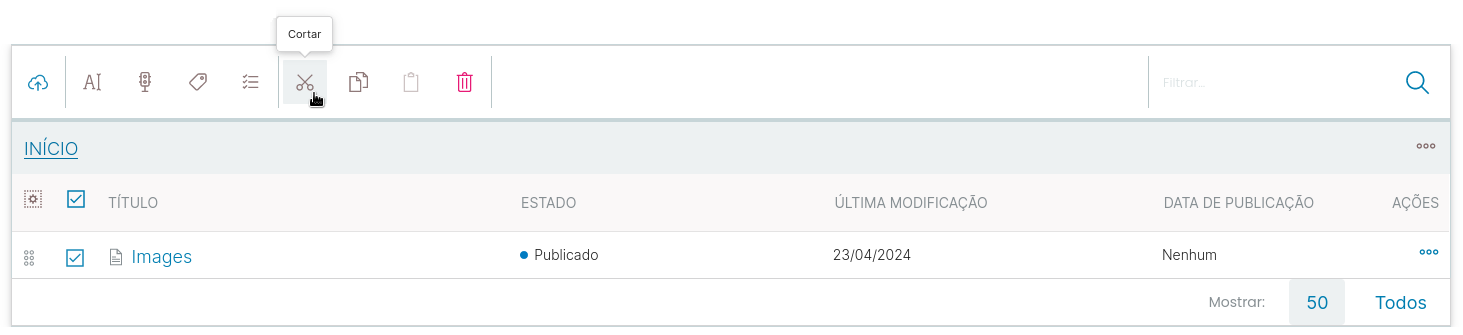 Cortar
Filtrar...
INÍCIO
TÍTULO ESTADO ÚLTIMA MODIFICAÇÃO DATA DE PUBLICAÇÃO AÇÕES
Images Publicado 23/04/2024 Nenhum
Mostrar: 50 Todos